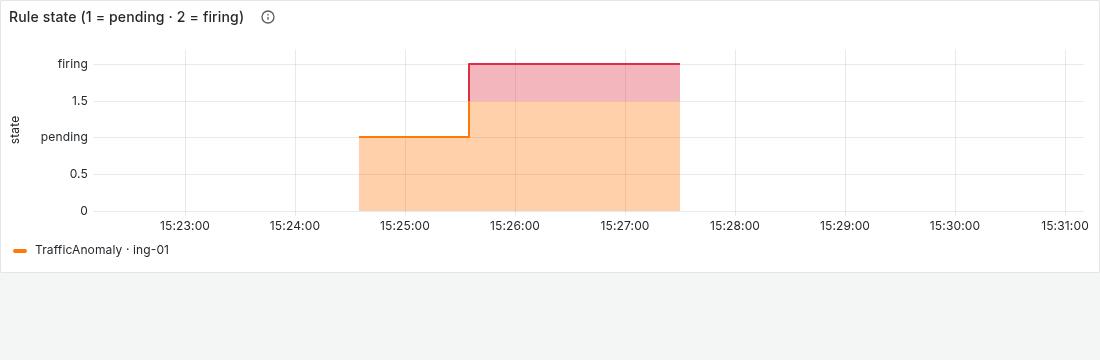 Rule state (1 = pending · 2 = firing)
firing
1.5
pending
0.5
0
state
15:23:00 15:24:00 15:25:00 15:26:00 15:27:00 15:28:00 15:29:00 15:30:00 15:31:00
TrafficAnomaly · ing-01